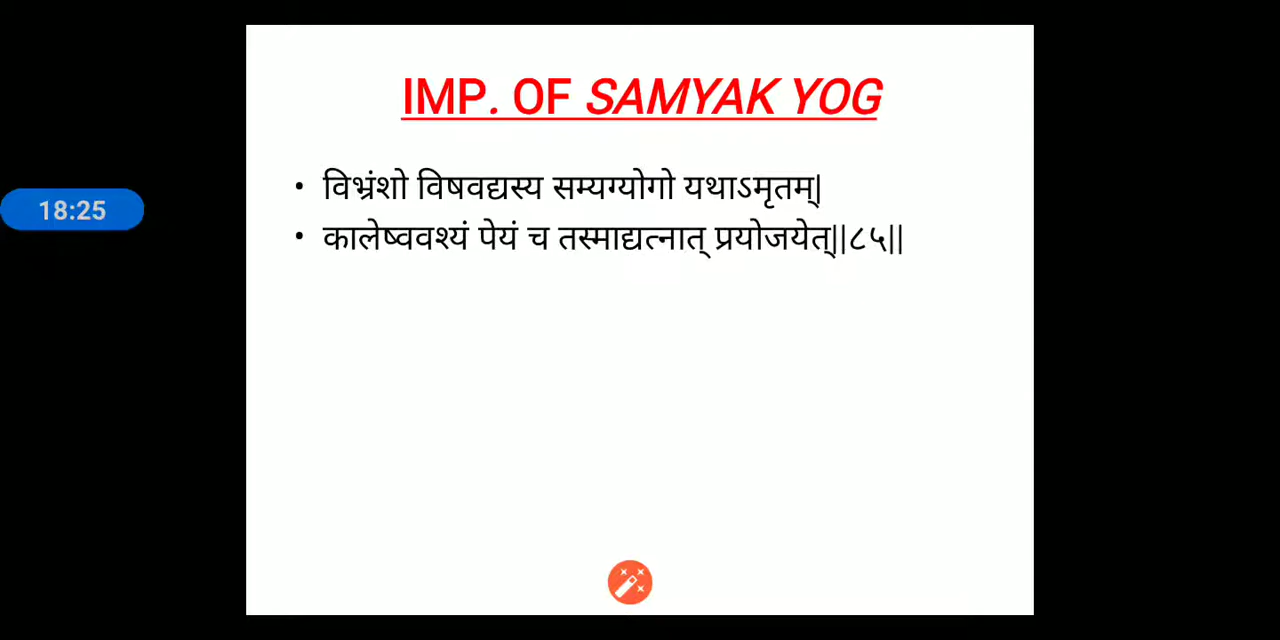 IMP. OF SAMYAK YOG
18:25
• विभ्रंशो विषवद्यस्य सम्यग्योगो यथाऽमृतम्|
• कालेष्ववश्यं पेयं च तस्माद्यत्नात् प्रयोजयेत्||८५||